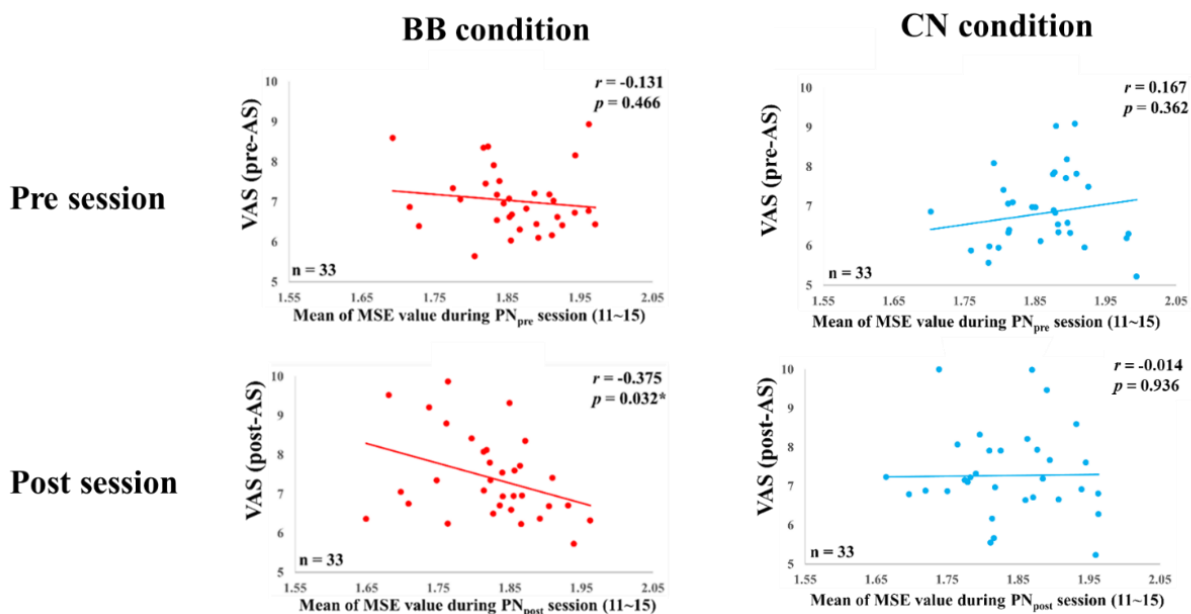 BB condition
CN condition
Pre session
VAS (pre-AS)
10
9
8
7
6
5
r = -0.131
p = 0.466
n = 33
1.55 1.65 1.75 1.85 1.95 2.05
Mean of MSE value during PNpre session (11~15)
VAS (pre-AS)
10
9
8
7
6
5
r = 0.167
p = 0.362
n = 33
1.55 1.65 1.75 1.85 1.95 2.05
Mean of MSE value during PNpre session (11~15)
Post session
VAS (post-AS)
10
9
8
7
6
5
r = -0.375
p = 0.032*
n = 33
1.55 1.65 1.75 1.85 1.95 2.05
Mean of MSE value during PNpost session (11~15)
VAS (post-AS)
10
9
8
7
6
5
r = -0.014
p = 0.936
n = 33
1.55 1.65 1.75 1.85 1.95 2.05
Mean of MSE value during PNpost session (11~15)